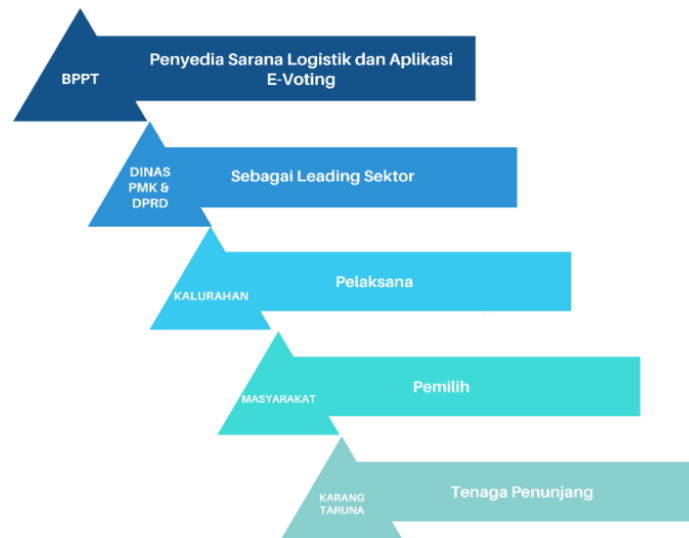 BPPT
Penyedia Sarana Logistik dan Aplikasi
E-Voting
DINAS
PMK &
DPRD
Sebagai Leading Sektor
KALURAHAN
Pelaksana
MASYARAKAT
Pemilih
KARANG
TARUNA
Tenaga Penunjang